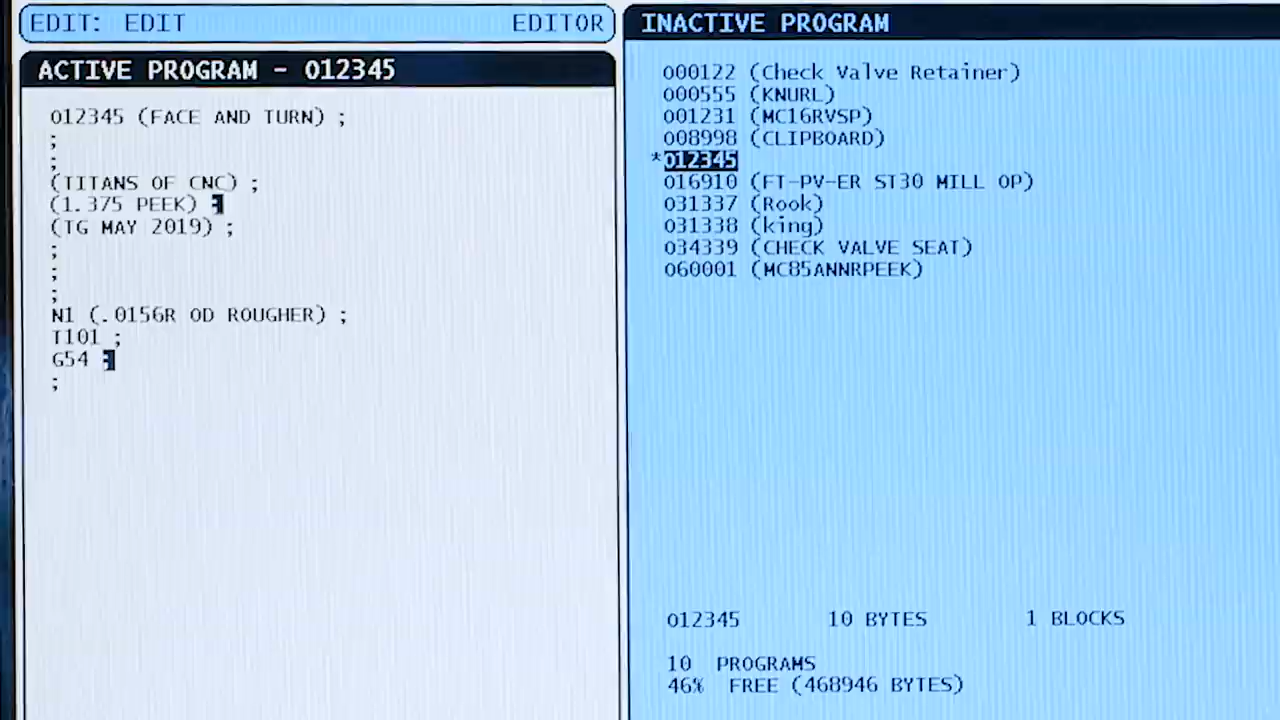 EDIT: EDIT EDITOR
ACTIVE PROGRAM - O12345
O12345 (FACE AND TURN) ;
;
;
(TITANS OF CNC) ;
(1.375 PEEK) ;
(TG MAY 2019) ;
;
;
;
N1 (.0156R OD ROUGHER) ;
T101 ;
G54 ;
;
INACTIVE PROGRAM
O00122 (Check Valve Retainer)
O00555 (KNURL)
O01231 (MC16RVSP)
O08998 (CLIPBOARD)
*O12345
O16910 (FT-PV-ER ST30 MILL OP)
O31337 (Rook)
O31338 (king)
O34339 (CHECK VALVE SEAT)
O60001 (MC85ANNRPEEK)
O12345 10 BYTES 1 BLOCKS
10 PROGRAMS
46% FREE (468946 BYTES)